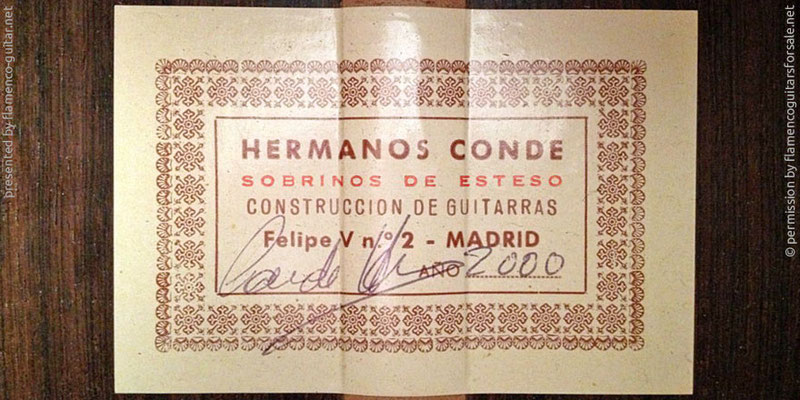 HERMANOS CONDE
SOBRINOS DE ESTESO
CONSTRUCCION DE GUITARRAS
Felipe V n.º 2 - MADRID
Conde AÑO 2000
presented by flamenco-guitar.net
© permission by flamencoguitarsforsale.net